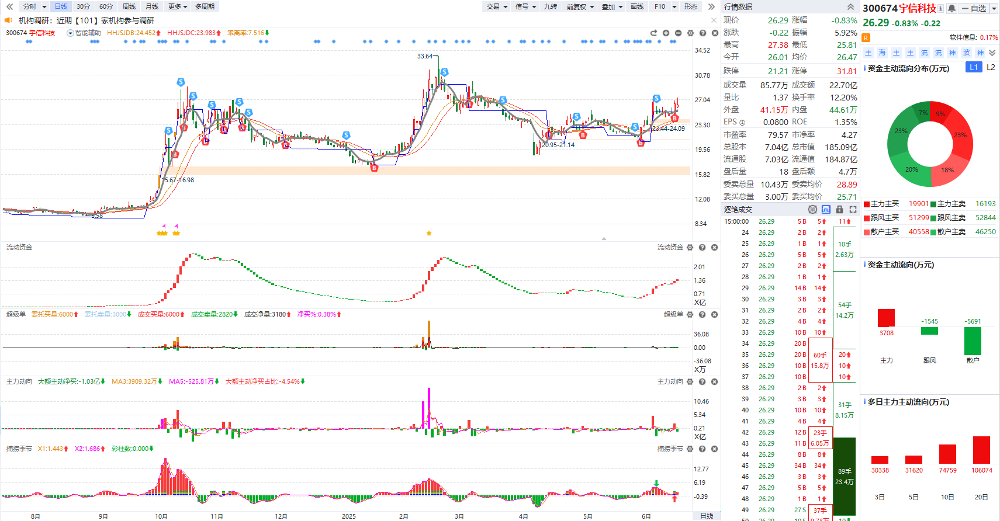 分时 日线 30分 60分 周线 月线 更多 多周期 交易 信号 九转 前复权 叠加 画线 F10 形态
机构调研：近期【101】家机构参与调研
300674 宇信科技 智能辅助 HHJSJDB:24.452 HHJSJDC:23.983 乖离率:7.516
34.52
33.64
30.78
27.04
23.30
23.44-24.09
20.95-21.14
19.56
15.82
15.67-16.98
12.08
8.34
流动资金 流动资金
2.01
1.36
0.71
X亿
超级单 委托买量:6000 委托卖量:3000 成交买量:6000 成交卖量:2820 成交净量:3180 净买%:0.38% 超级单
36.08
0.00
-36.08
X万
主力动向 大额主动净买:-1.03亿 MA3:3909.32万 MA5:-525.81万 大额主动净买占比:-4.54% 主力动向
10.46
5.34
0.21
X亿
捕捞季节 X1:1.443 X2:1.686 彩柱数:0.000 捕捞季节
12.77
6.19
-0.39
8月 9月 10月 11月 12月 2025 2月 3月 4月 5月 6月 日线
行情数据
现价 26.29 涨幅 -0.83%
涨跌 -0.22 振幅 5.92%
最高 27.38 最低 25.81
今开 26.01 均价 26.47
跌停 21.21 涨停 31.81
成交量 85.77万 成交额 22.70亿
量比 1.37 换手率 12.20%
外盘 41.15万 内盘 44.61万
EPS 0.0800 ROE 1.35%
市盈率 79.57 市净率 4.27
总股本 7.04亿 总市值 185.09亿
流通股 7.03亿 流通值 184.87亿
盘后量 18 盘后额 4.7万
委卖总量 10.43万 委卖均价 28.89
委买总量 3.00万 委买均价 25.71
逐笔成交 量
15:00:00 26.29 5 B 5 11
24 26.29 2 B 2
25 26.29 1 B 1 10手
26 26.29 5 B 5 2.63万
27 26.29 2 B 2
28 26.29 1 B 1
29 26.29 14 B 14
30 26.29 3 B 3
31 26.29 2 B 2 54手
32 26.29 4 B 4 14.2万
33 26.29 10 B 10
34 26.29 20 B
35 26.29 20 B 60手 20
36 26.29 10 B 15.8万 10
37 26.29 10 B 10
38 26.29 2 B 2
39 26.29 3 B 3
40 26.29 10 B 10 31手
41 26.29 4 B 4 8.15万
42 26.29 12 B 23手
43 26.29 11 B 6.05万
44 26.29 8 B 8
45 26.29 34 B 34
46 26.29 3 B 3 89手
47 26.29 5 B 5 23.4万
48 26.29 1 B 1
49 26.29 27 S 37手
300674 宇信科技 自选
26.29 -0.83% -0.22
R 软件信息: 0.17%
主 海 主 主 流 流 神 波 神
资金主动流向分布(万元) L1 L2
7% 9%
23% 23%
20% 18%
主力主买 19901 主力主卖 16193
跟风主买 51299 跟风主卖 52844
散户主买 40558 散户主卖 46250
资金主动流向(万元)
3708 -1545 -5691
主力 跟风 散户
多日主力主动流向(万元)
30338 31620 74759 106074
3日 5日 10日 20日